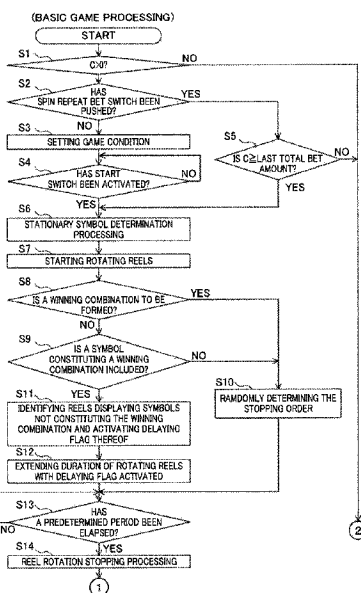 (BASIC GAME PROCESSING)
START
S1
C>0?
NO
S2
HAS
SPIN REPEAT BET SWITCH BEEN
PUSHED?
YES
NO
S3
SETTING GAME CONDITION
S5
IS C≧LAST TOTAL BET
AMOUNT?
NO
YES
S4
HAS START
SWITCH BEEN ACTIVATED?
NO
YES
S6
STATIONARY SYMBOL DETERMINATION
PROCESSING
S7
STARTING ROTATING REELS
S8
IS A WINNING COMBINATION TO BE
FORMED?
YES
NO
S9
IS A SYMBOL
CONSTITUTING A WINNING
COMBINATION INCLUDED?
NO
YES
S10
RANDOMLY DETERMINING THE
STOPPING ORDER
S11
IDENTIFYING REELS DISPLAYING SYMBOLS
NOT CONSTITUTING THE WINNING
COMBINATION AND ACTIVATING DELAYING
FLAG THEREOF
S12
EXTENDING DURATION OF ROTATING REELS
WITH DELAYING FLAG ACTIVATED
S13
HAS
A PREDETERMINED PERIOD BEEN
ELAPSED?
NO
YES
S14
REEL ROTATION STOPPING PROCESSING
1
2